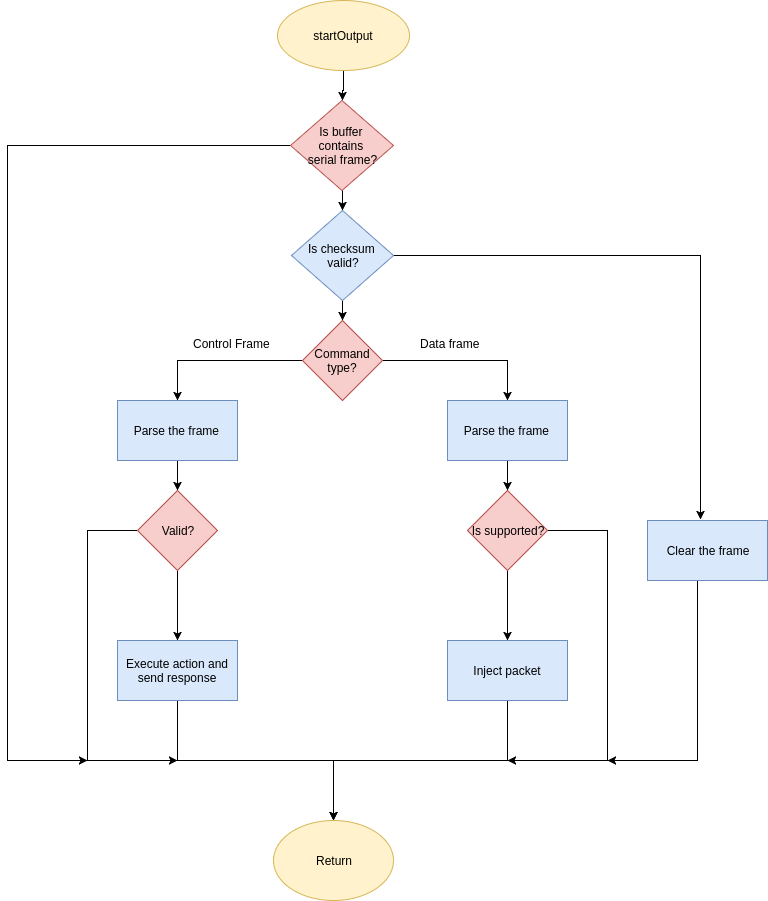 startOutput
Is buffer
contains
serial frame?
Is checksum
valid?
Control Frame
Data frame
Command
type?
Parse the frame
Parse the frame
Valid?
Is supported?
Clear the frame
Execute action and
send response
Inject packet
Return